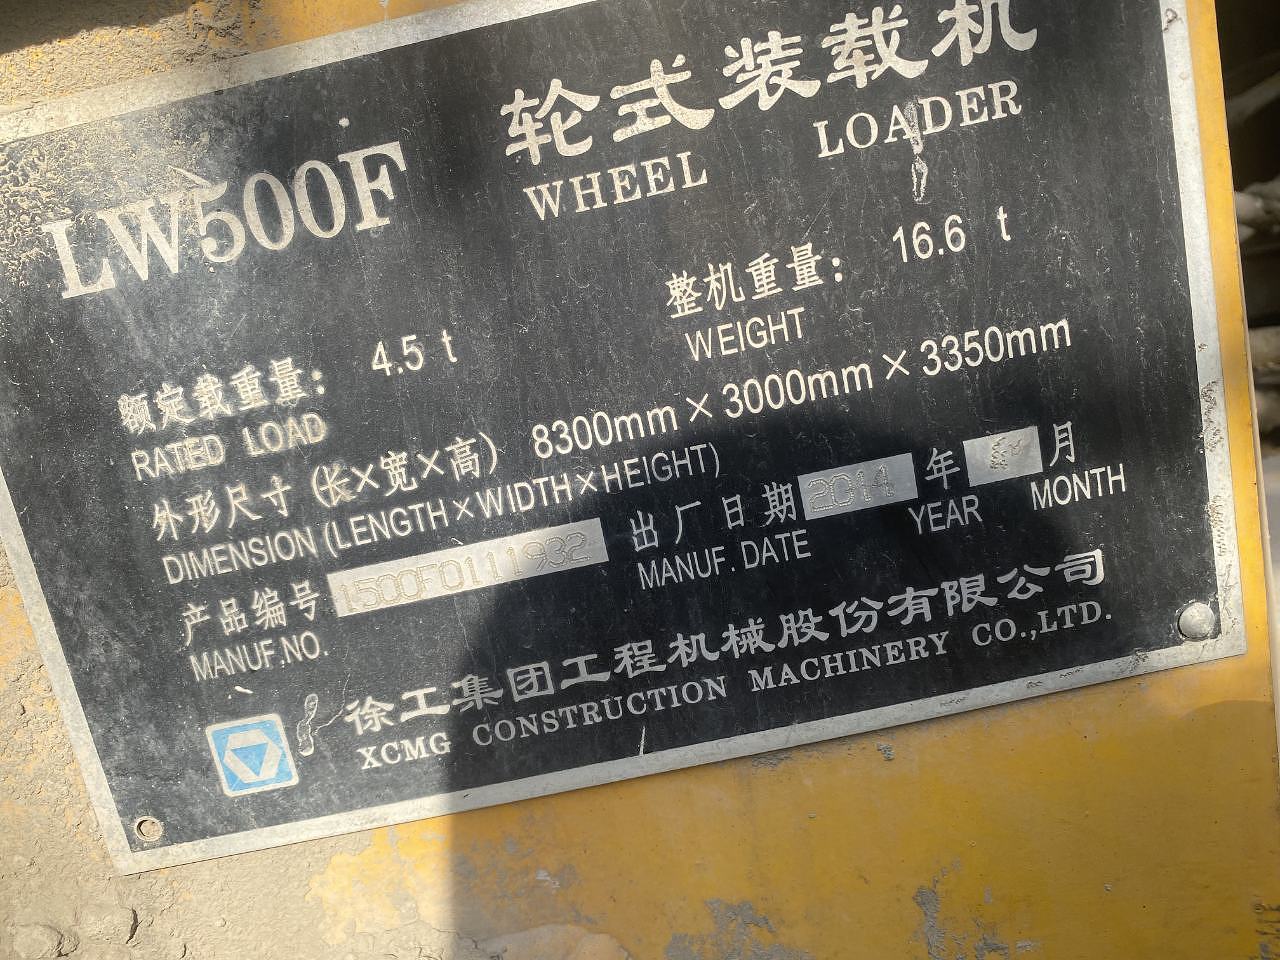 LW500F 轮式装载机
WHEEL LOADER
额定载重量: 4.5 t 整机重量: 16.6 t
RATED LOAD WEIGHT
外形尺寸 (长×宽×高) 8300mm×3000mm×3350mm
DIMENSION (LENGTH×WIDTH×HEIGHT)
产品编号 1500F0111932 出厂日期 2014 年 月
MANUF.NO. MANUF. DATE YEAR MONTH
徐工集团工程机械股份有限公司
XCMG CONSTRUCTION MACHINERY CO.,LTD.